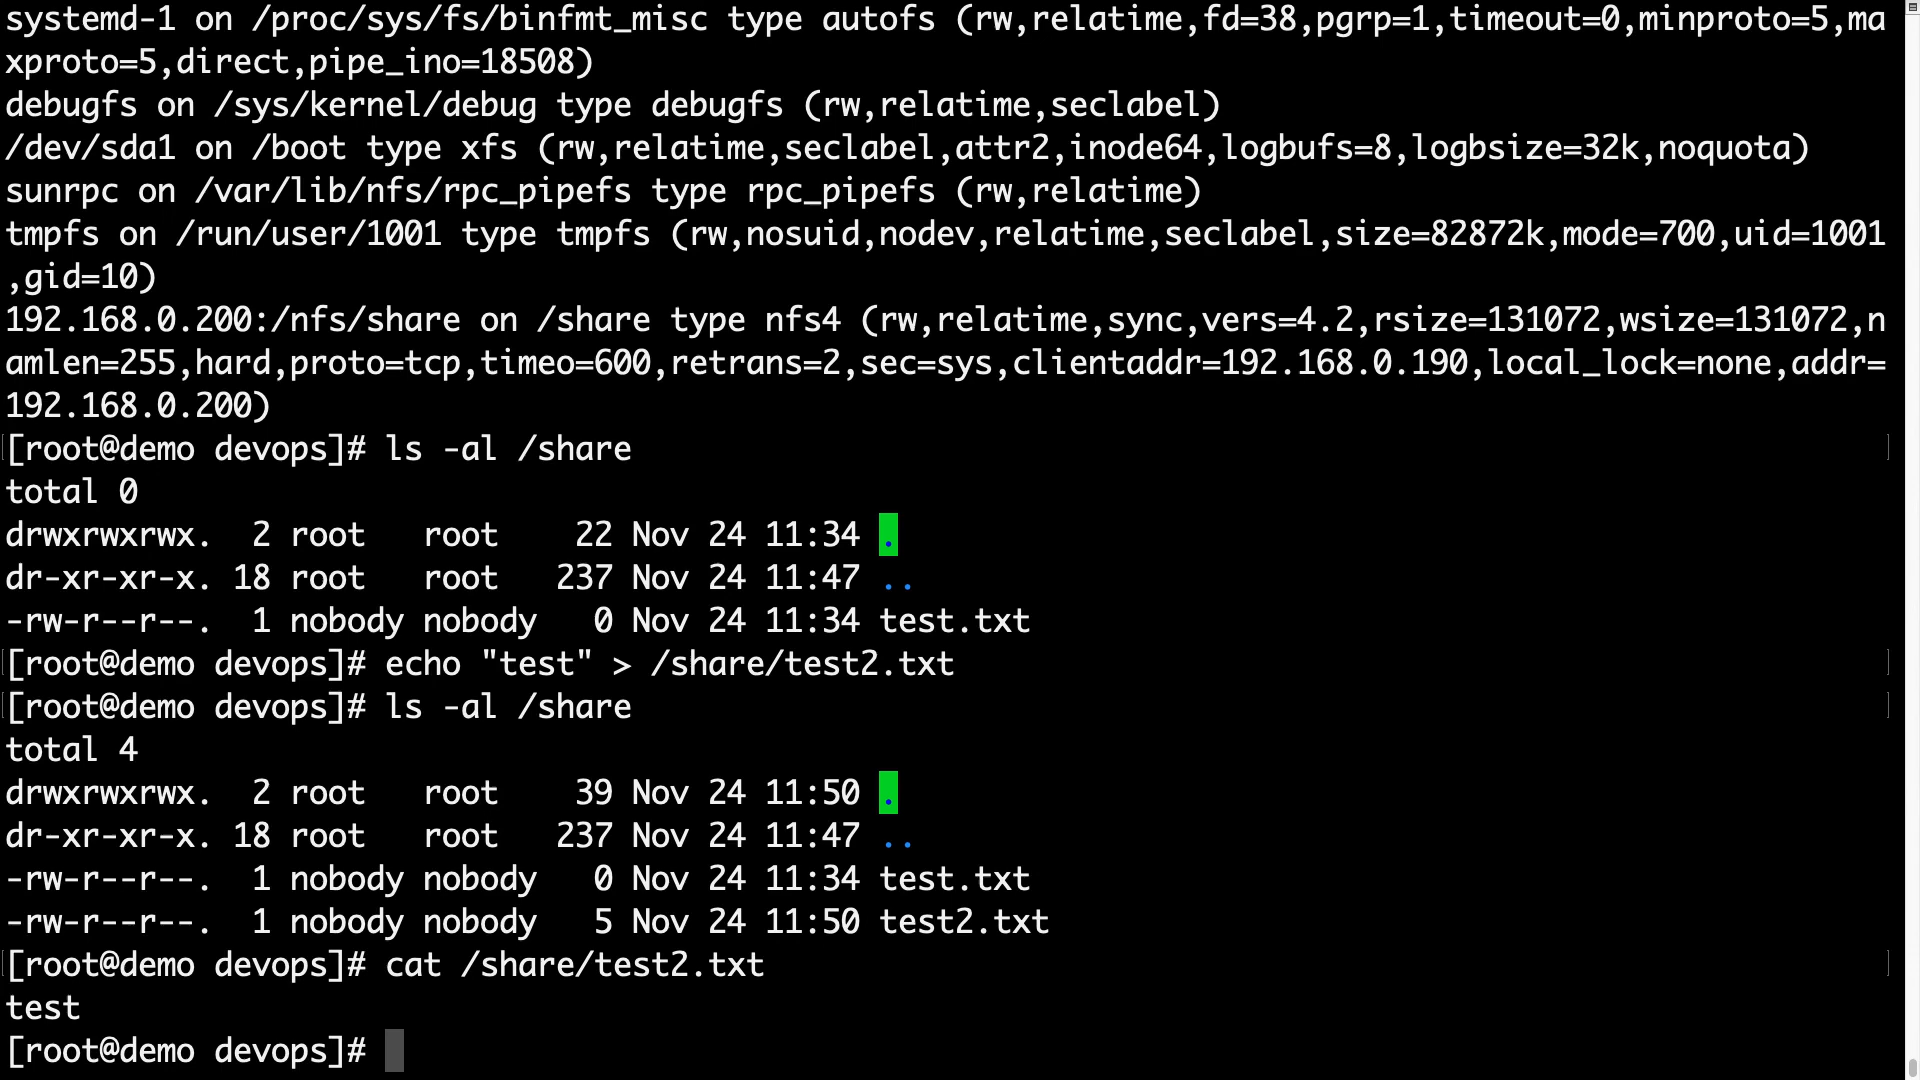 systemd-1 on /proc/sys/fs/binfmt_misc type autofs (rw,relatime,fd=38,pgrp=1,timeout=0,minproto=5,ma
xproto=5,direct,pipe_ino=18508)
debugfs on /sys/kernel/debug type debugfs (rw,relatime,seclabel)
/dev/sda1 on /boot type xfs (rw,relatime,seclabel,attr2,inode64,logbufs=8,logbsize=32k,noquota)
sunrpc on /var/lib/nfs/rpc_pipefs type rpc_pipefs (rw,relatime)
tmpfs on /run/user/1001 type tmpfs (rw,nosuid,nodev,relatime,seclabel,size=82872k,mode=700,uid=1001
,gid=10)
192.168.0.200:/nfs/share on /share type nfs4 (rw,relatime,sync,vers=4.2,rsize=131072,wsize=131072,n
amlen=255,hard,proto=tcp,timeo=600,retrans=2,sec=sys,clientaddr=192.168.0.190,local_lock=none,addr=
192.168.0.200)
[root@demo devops]# ls -al /share
total 0
drwxrwxrwx.  2 root   root    22 Nov 24 11:34 .
dr-xr-xr-x. 18 root   root   237 Nov 24 11:47 ..
-rw-r--r--.  1 nobody nobody   0 Nov 24 11:34 test.txt
[root@demo devops]# echo "test" > /share/test2.txt
[root@demo devops]# ls -al /share
total 4
drwxrwxrwx.  2 root   root    39 Nov 24 11:50 .
dr-xr-xr-x. 18 root   root   237 Nov 24 11:47 ..
-rw-r--r--.  1 nobody nobody   0 Nov 24 11:34 test.txt
-rw-r--r--.  1 nobody nobody   5 Nov 24 11:50 test2.txt
[root@demo devops]# cat /share/test2.txt
test
[root@demo devops]#